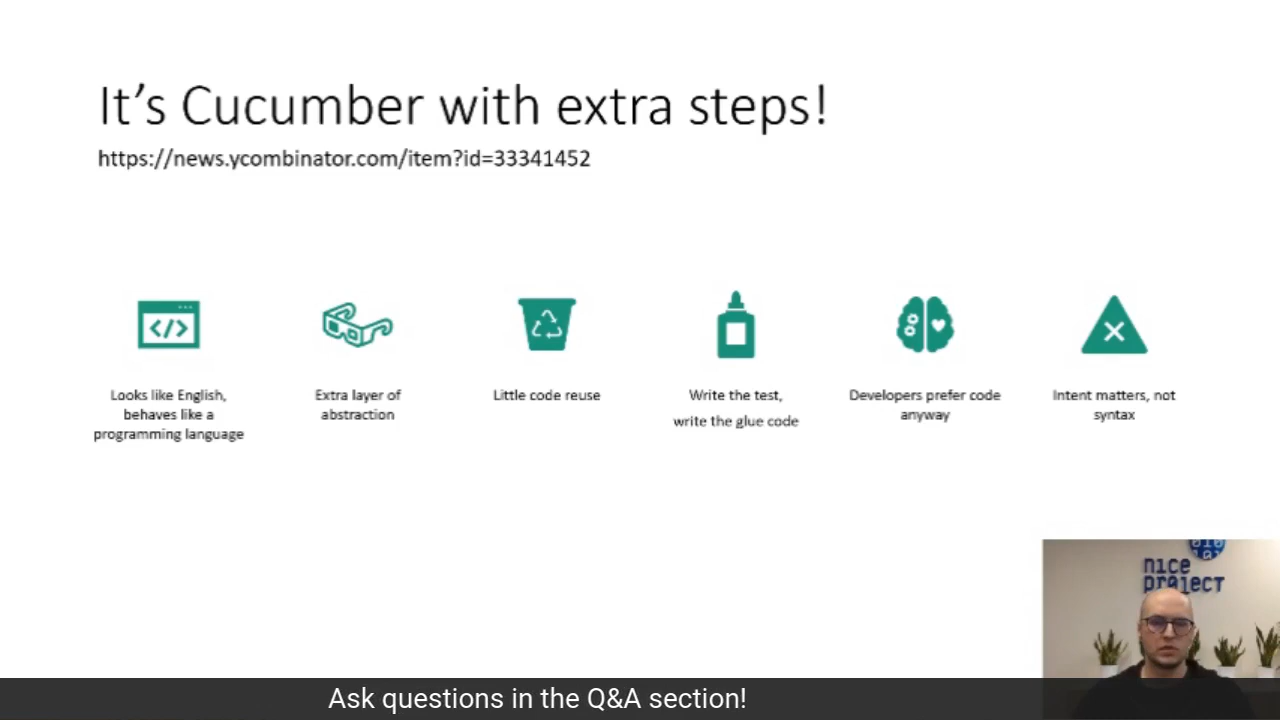 It's Cucumber with extra steps!
https://news.ycombinator.com/item?id=33341452
Looks like English,
behaves like a
programming language
Extra layer of
abstraction
Little code reuse
Write the test,
write the glue code
Developers prefer code
anyway
Intent matters, not
syntax
nice
project
Ask questions in the Q&A section!